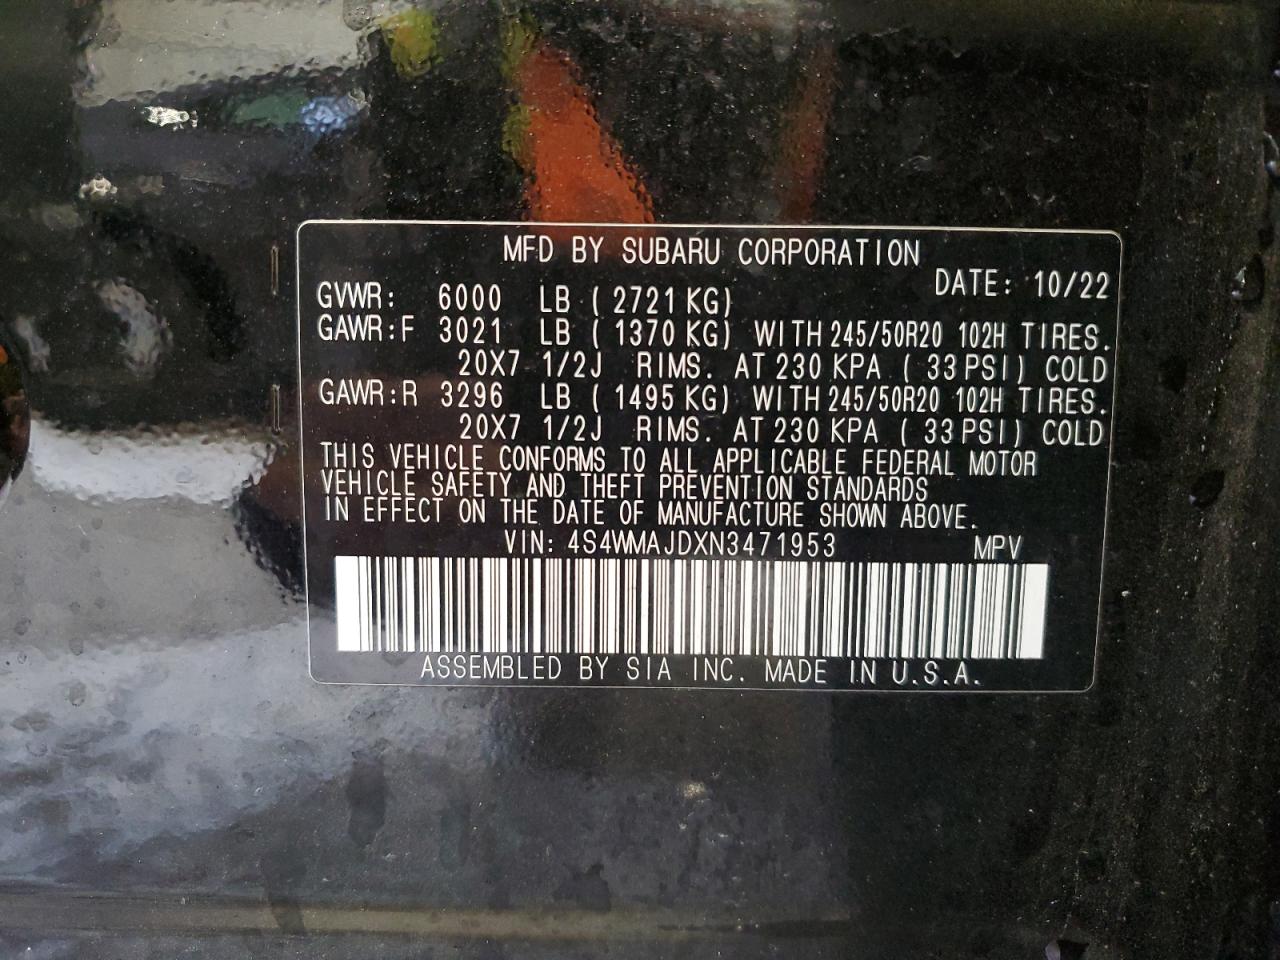 MFD BY SUBARU CORPORATION
DATE: 10/22
GVWR: 6000 LB ( 2721 KG)
GAWR:F 3021 LB ( 1370 KG) WITH 245/50R20 102H TIRES.
20X7 1/2J RIMS. AT 230 KPA ( 33 PSI) COLD
GAWR:R 3296 LB ( 1495 KG) WITH 245/50R20 102H TIRES.
20X7 1/2J RIMS. AT 230 KPA ( 33 PSI) COLD
THIS VEHICLE CONFORMS TO ALL APPLICABLE FEDERAL MOTOR
VEHICLE SAFETY AND THEFT PREVENTION STANDARDS
IN EFFECT ON THE DATE OF MANUFACTURE SHOWN ABOVE.
VIN: 4S4WMAJDXN3471953 MPV
ASSEMBLED BY SIA INC. MADE IN U.S.A.